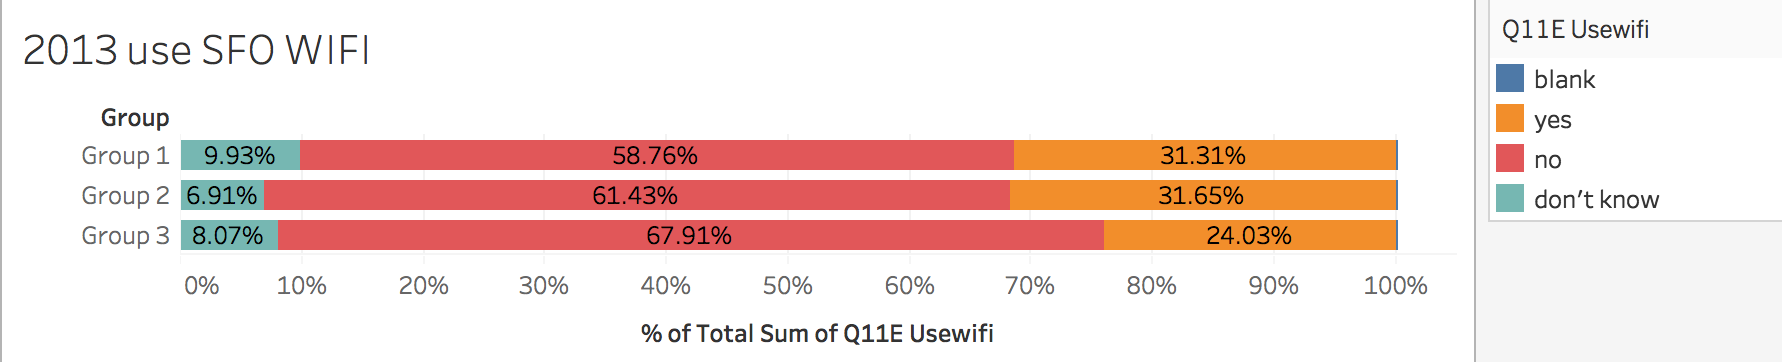 2013 use SFO WIFI
Group
Group 1 9.93% 58.76% 31.31%
Group 2 6.91% 61.43% 31.65%
Group 3 8.07% 67.91% 24.03%
0% 10% 20% 30% 40% 50% 60% 70% 80% 90% 100%
% of Total Sum of Q11E Usewifi
Q11E Usewifi
blank
yes
no
don’t know